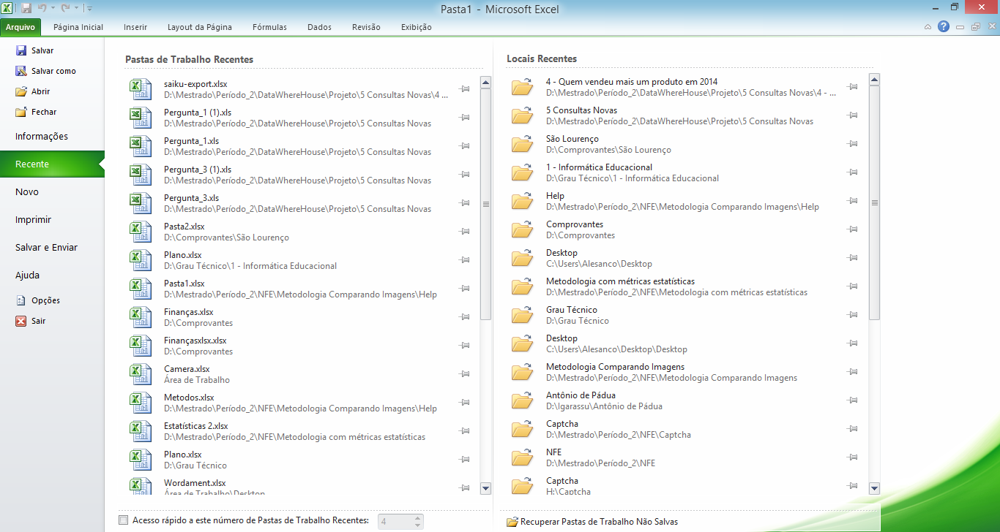 Pasta1 - Microsoft Excel
Arquivo Página Inicial Inserir Layout da Página Fórmulas Dados Revisão Exibição
Salvar
Salvar como
Abrir
Fechar
Informações
Recente
Novo
Imprimir
Salvar e Enviar
Ajuda
Opções
Sair
Pastas de Trabalho Recentes
saiku-export.xlsx
D:\Mestrado\Período_2\DataWhereHouse\Projeto\5 Consultas Novas\4 ...
Pergunta_1 (1).xls
D:\Mestrado\Período_2\DataWhereHouse\Projeto\5 Consultas Novas
Pergunta_1.xls
D:\Mestrado\Período_2\DataWhereHouse\Projeto\5 Consultas Novas
Pergunta_3 (1).xls
D:\Mestrado\Período_2\DataWhereHouse\Projeto\5 Consultas Novas
Pergunta_3.xls
D:\Mestrado\Período_2\DataWhereHouse\Projeto\5 Consultas Novas
Pasta2.xlsx
D:\Comprovantes\São Lourenço
Plano.xlsx
D:\Grau Técnico\1 - Informática Educacional
Pasta1.xlsx
D:\Mestrado\Período_2\NFE\Metodologia Comparando Imagens\Help
Finanças.xlsx
D:\Comprovantes
Finançasxlsx.xlsx
D:\Comprovantes
Camera.xlsx
Área de Trabalho
Metodos.xlsx
D:\Mestrado\Período_2\NFE\Metodologia Comparando Imagens\Help
Estatísticas 2.xlsx
D:\Mestrado\Período_2\NFE\Metodologia com métricas estatísticas
Plano.xlsx
D:\Grau Técnico
Wordament.xlsx
Área de Trabalho\Desktop
Acesso rápido a este número de Pastas de Trabalho Recentes: 4
Locais Recentes
4 - Quem vendeu mais um produto em 2014
D:\Mestrado\Período_2\DataWhereHouse\Projeto\5 Consultas Novas\4 - ...
5 Consultas Novas
D:\Mestrado\Período_2\DataWhereHouse\Projeto\5 Consultas Novas
São Lourenço
D:\Comprovantes\São Lourenço
1 - Informática Educacional
D:\Grau Técnico\1 - Informática Educacional
Help
D:\Mestrado\Período_2\NFE\Metodologia Comparando Imagens\Help
Comprovantes
D:\Comprovantes
Desktop
C:\Users\Alesanco\Desktop
Metodologia com métricas estatísticas
D:\Mestrado\Período_2\NFE\Metodologia com métricas estatísticas
Grau Técnico
D:\Grau Técnico
Desktop
C:\Users\Alesanco\Desktop\Desktop
Metodologia Comparando Imagens
D:\Mestrado\Período_2\NFE\Metodologia Comparando Imagens
Antônio de Pádua
D:\Igarassu\Antônio de Pádua
Captcha
D:\Mestrado\Período_2\NFE\Captcha
NFE
D:\Mestrado\Período_2\NFE
Captcha
H:\Captcha
Recuperar Pastas de Trabalho Não Salvas